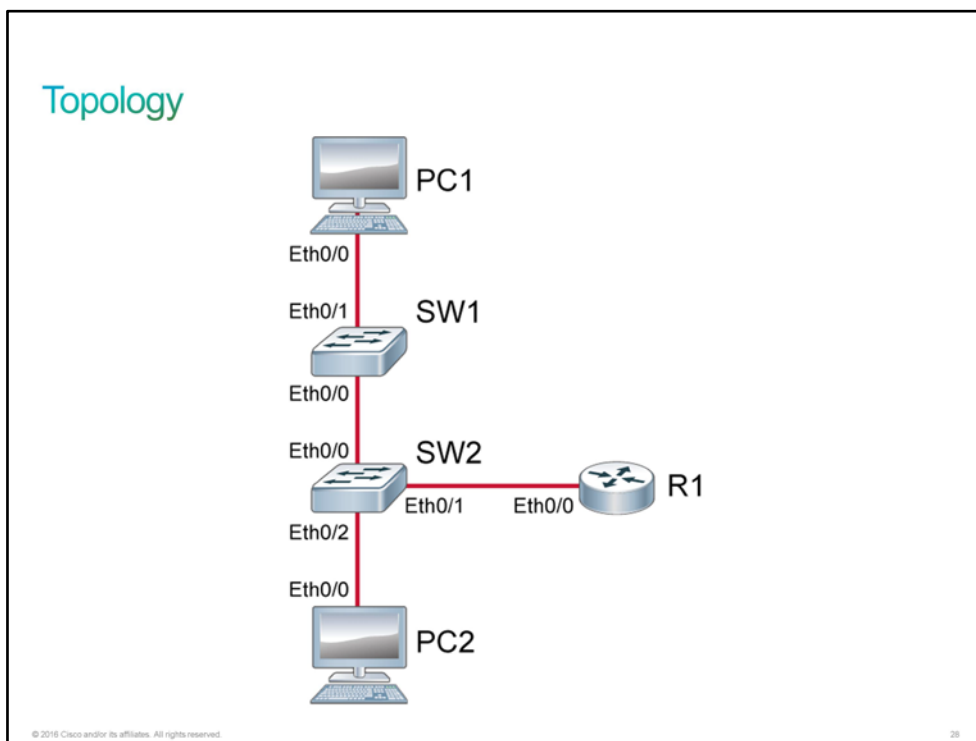 Topology
PC1
Eth0/0
Eth0/1
SW1
Eth0/0
Eth0/0
SW2
Eth0/1
Eth0/0
R1
Eth0/2
Eth0/0
PC2
© 2016 Cisco and/or its affiliates. All rights reserved.
28